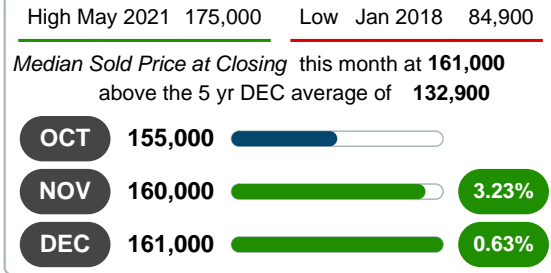 High May 2021 175,000 Low Jan 2018 84,900
Median Sold Price at Closing this month at 161,000
above the 5 yr DEC average of 132,900
OCT 155,000
NOV 160,000 3.23%
DEC 161,000 0.63%